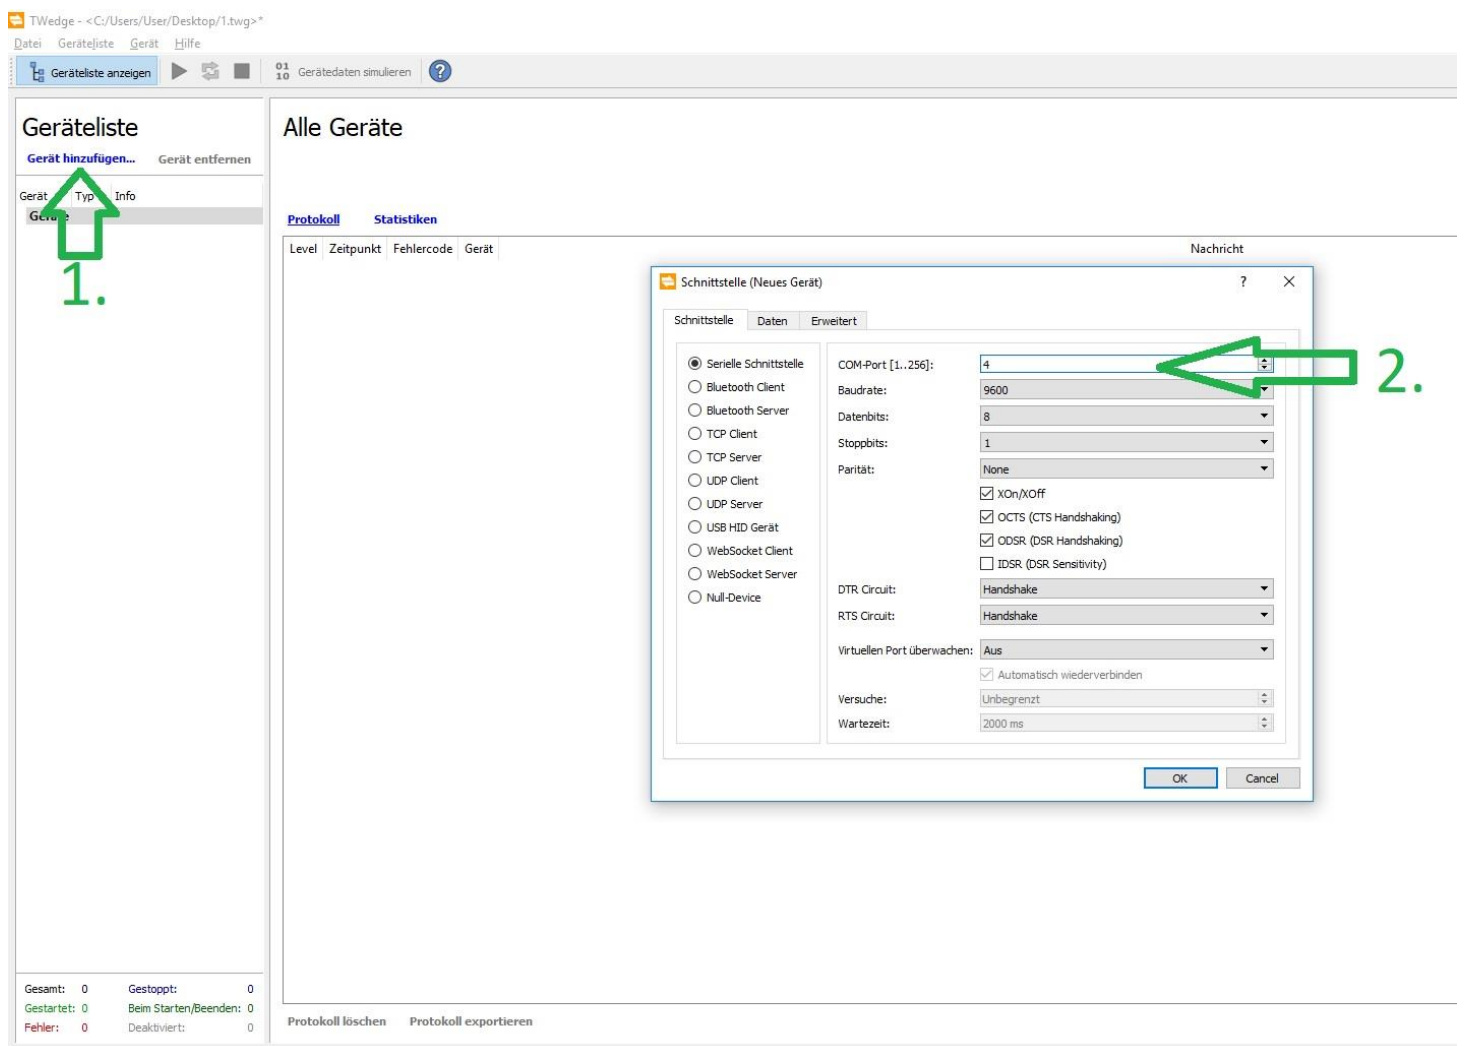 TWedge - <C:/Users/User/Desktop/1.twg>*
Datei Geräteliste Gerät Hilfe
Geräteliste anzeigen
01
10
Gerätedaten simulieren
?
Geräteliste
Gerät hinzufügen... Gerät entfernen
Gerät Typ Info
Geräte
1.
Alle Geräte
Protokoll Statistiken
Level Zeitpunkt Fehlercode Gerät Nachricht
Schnittstelle (Neues Gerät) ?
Schnittstelle Daten Erweitert
Serielle Schnittstelle
Bluetooth Client
Bluetooth Server
TCP Client
TCP Server
UDP Client
UDP Server
USB HID Gerät
WebSocket Client
WebSocket Server
Null-Device
COM-Port [1..256]: 4
Baudrate: 9600
Datenbits: 8
Stoppbits: 1
Parität: None
XOn/XOff
OCTS (CTS Handshaking)
ODSR (DSR Handshaking)
IDSR (DSR Sensitivity)
DTR Circuit: Handshake
RTS Circuit: Handshake
Virtuellen Port überwachen: Aus
Automatisch wiederverbinden
Versuche: Unbegrenzt
Wartezeit: 2000 ms
OK Cancel
2.
Gesamt: 0 Gestoppt: 0
Gestartet: 0 Beim Starten/Beenden: 0
Fehler: 0 Deaktiviert: 0
Protokoll löschen Protokoll exportieren